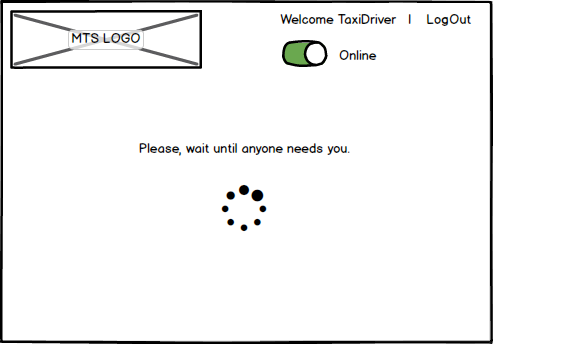 MTS LOGO
Welcome TaxiDriver | LogOut
Online
Please, wait until anyone needs you.